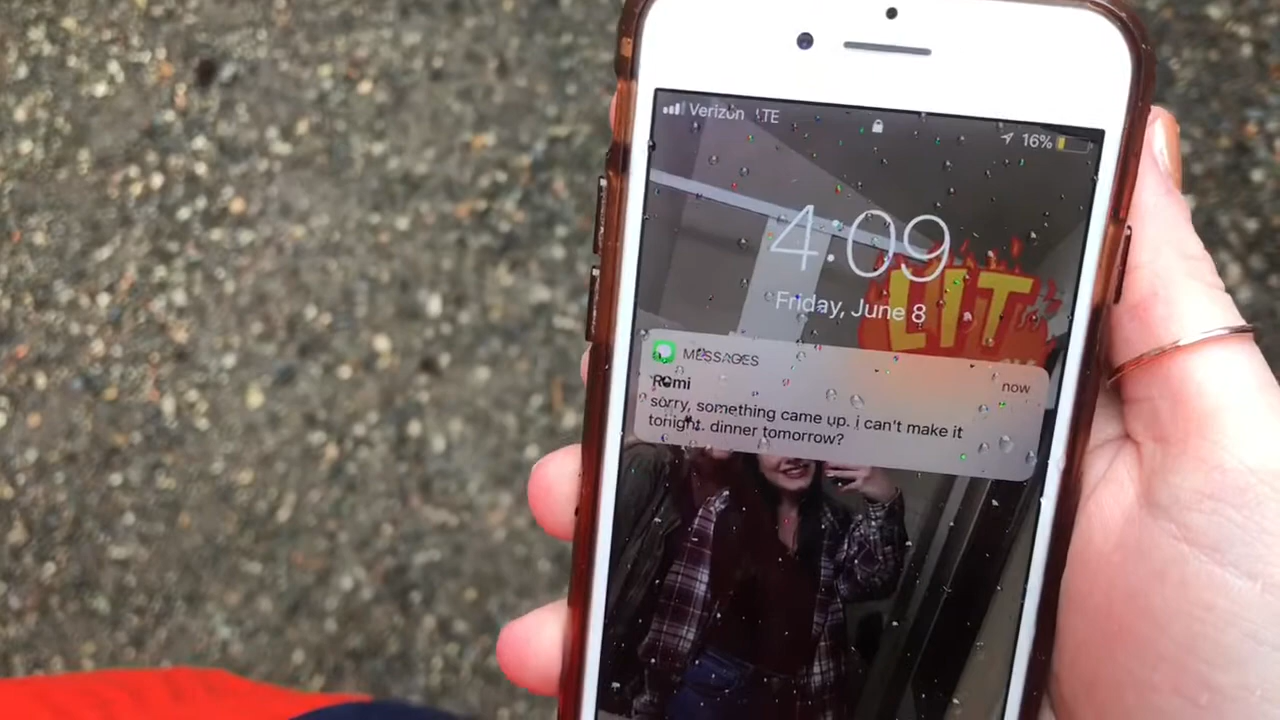 Verizon LTE
16%
4:09
Friday, June 8
LIT
MESSAGES
Remi
now
sorry, something came up. i can't make it
tonight. dinner tomorrow?